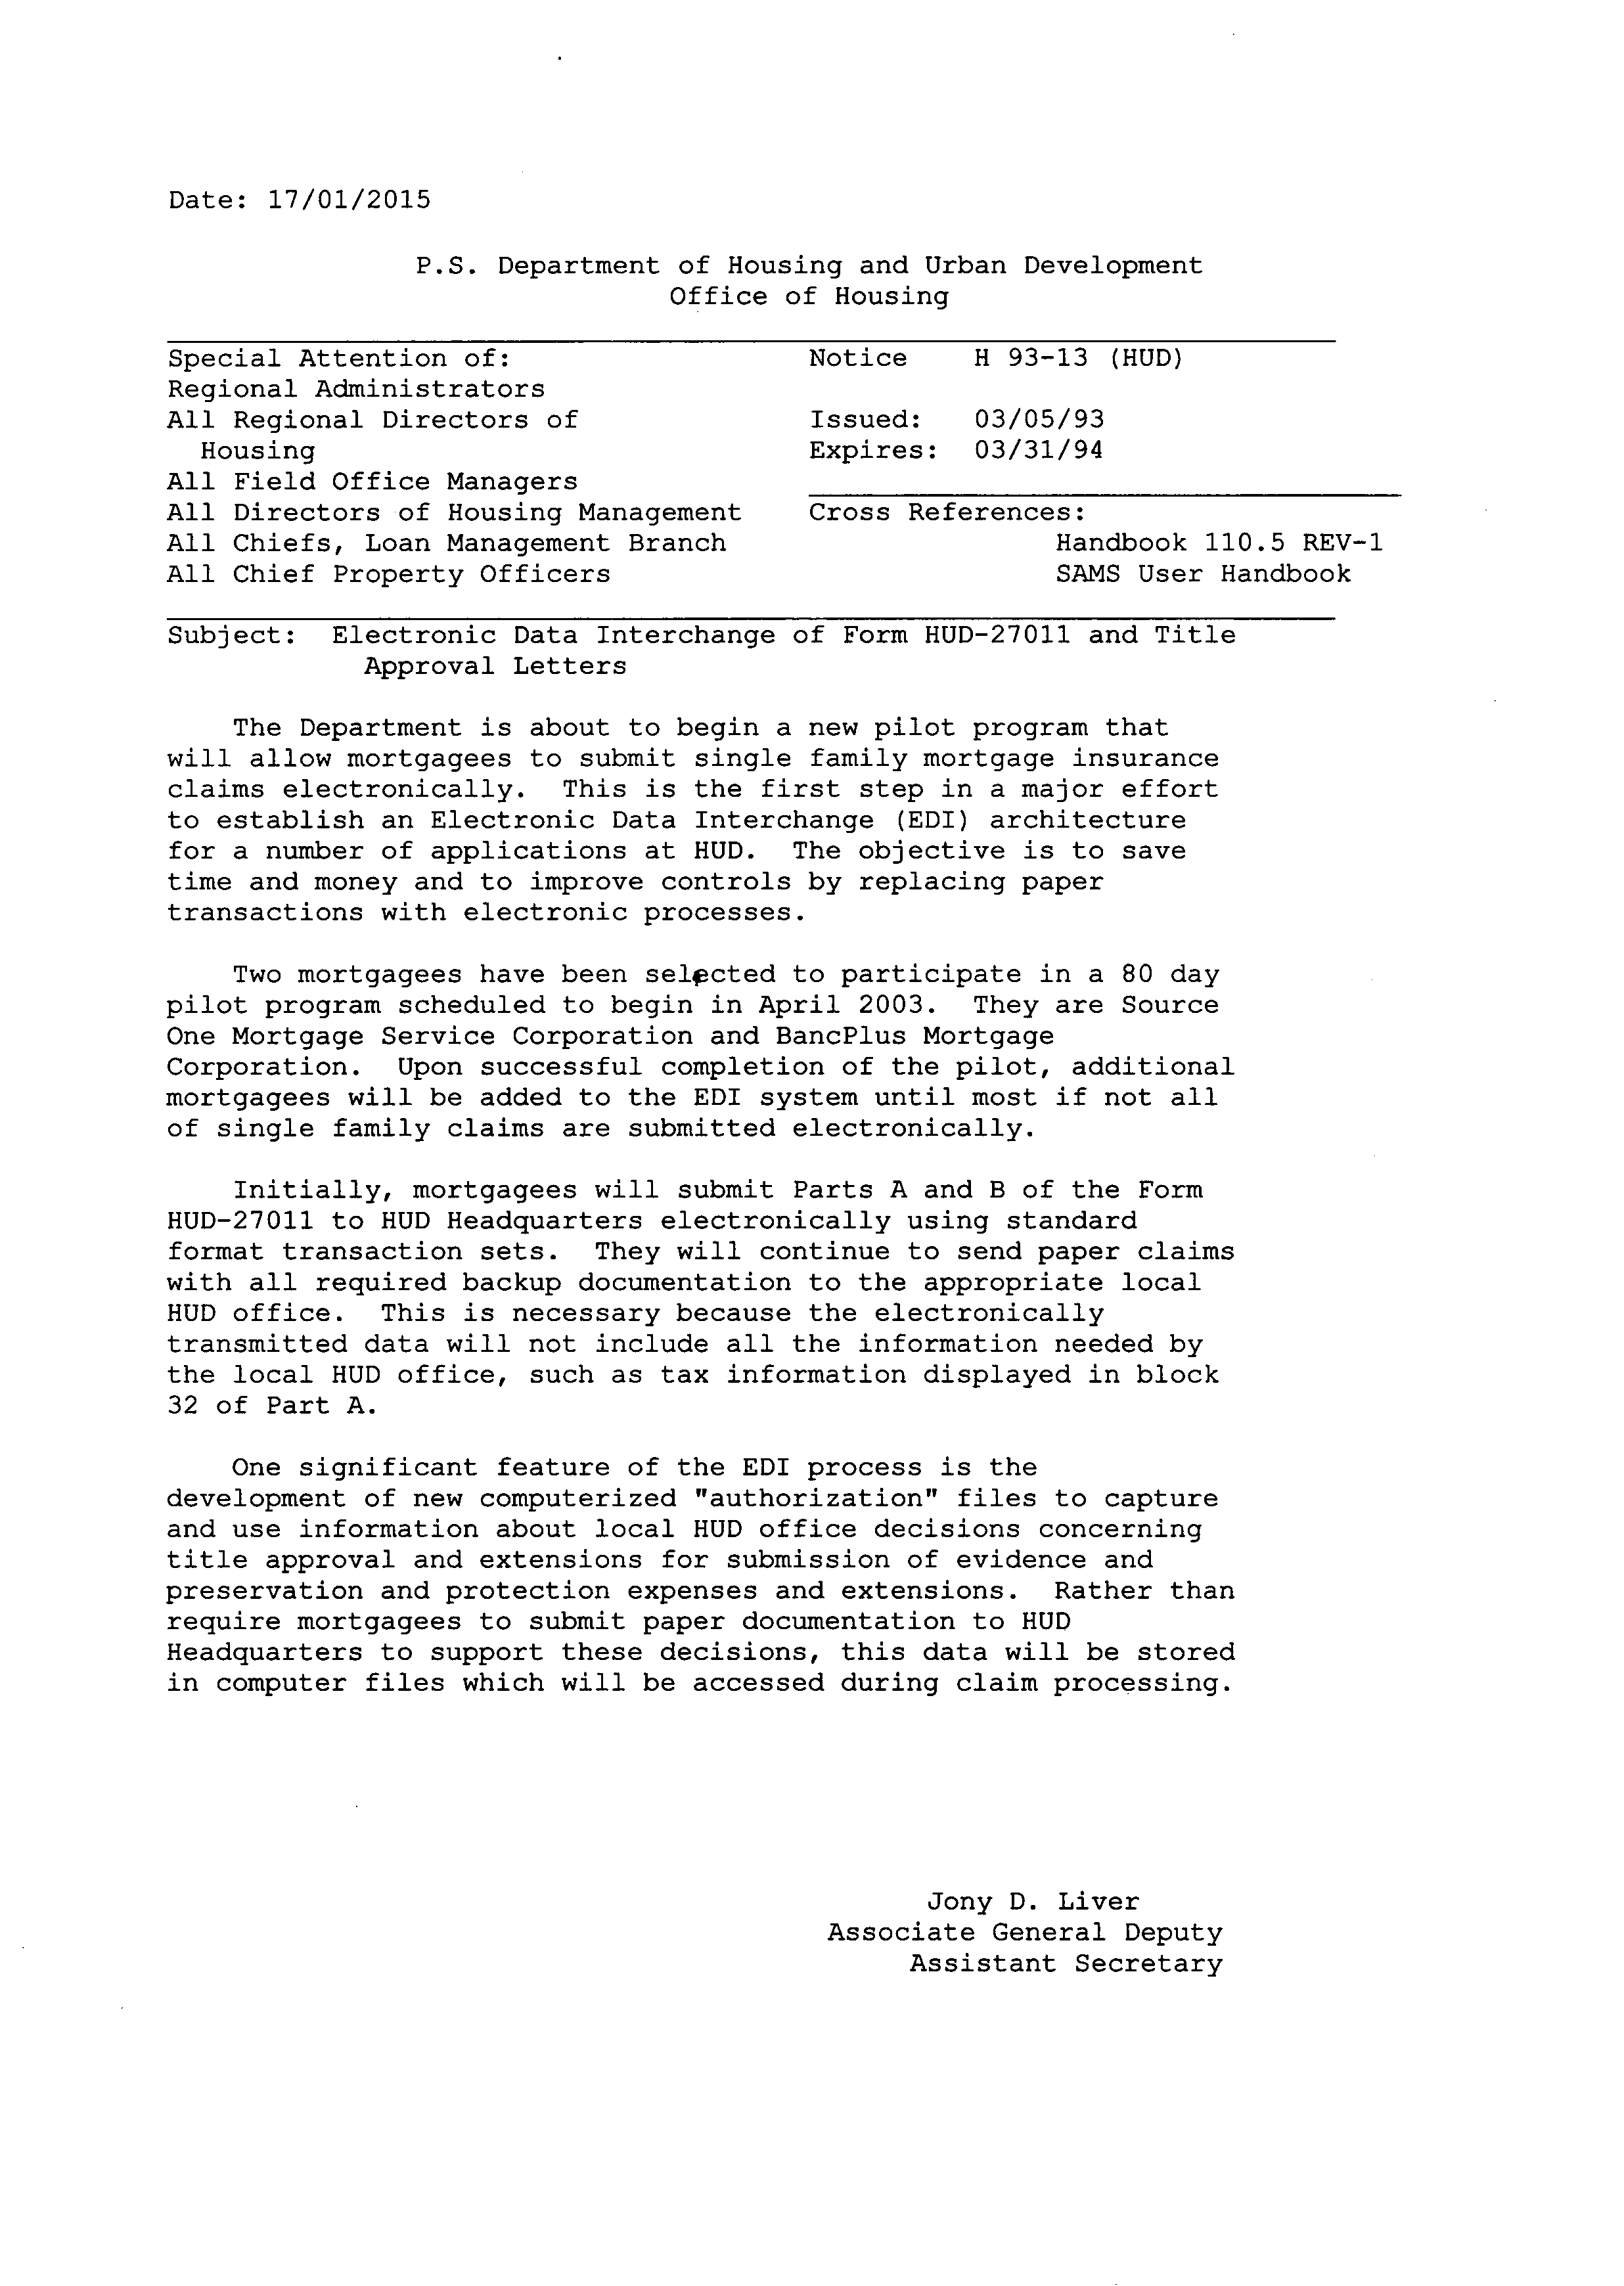 Date: 17/01/2015
P.S. Department of Housing and Urban Development
Office of Housing
Special Attention of:
Regional Administrators
All Regional Directors of
Housing
All Field Office Managers
All Directors of Housing Management
All Chiefs, Loan Management Branch
All Chief Property Officers
Notice H 93-13 (HUD)
Issued: 03/05/93
Expires: 03/31/94
Cross References:
Handbook 110.5 REV-1
SAMS User Handbook
Subject: Electronic Data Interchange of Form HUD-27011 and Title
Approval Letters
The Department is about to begin a new pilot program that
will allow mortgagees to submit single family mortgage insurance
claims electronically. This is the first step in a major effort
to establish an Electronic Data Interchange (EDI) architecture
for a number of applications at HUD. The objective is to save
time and money and to improve controls by replacing paper
transactions with electronic processes.
Two mortgagees have been selected to participate in a 80 day
pilot program scheduled to begin in April 2003. They are Source
One Mortgage Service Corporation and BancPlus Mortgage
Corporation. Upon successful completion of the pilot, additional
mortgagees will be added to the EDI system until most if not all
of single family claims are submitted electronically.
Initially, mortgagees will submit Parts A and B of the Form
HUD-27011 to HUD Headquarters electronically using standard
format transaction sets. They will continue to send paper claims
with all required backup documentation to the appropriate local
HUD office. This is necessary because the electronically
transmitted data will not include all the information needed by
the local HUD office, such as tax information displayed in block
32 of Part A.
One significant feature of the EDI process is the
development of new computerized "authorization" files to capture
and use information about local HUD office decisions concerning
title approval and extensions for submission of evidence and
preservation and protection expenses and extensions. Rather than
require mortgagees to submit paper documentation to HUD
Headquarters to support these decisions, this data will be stored
in computer files which will be accessed during claim processing.
Jony D. Liver
Associate General Deputy
Assistant Secretary